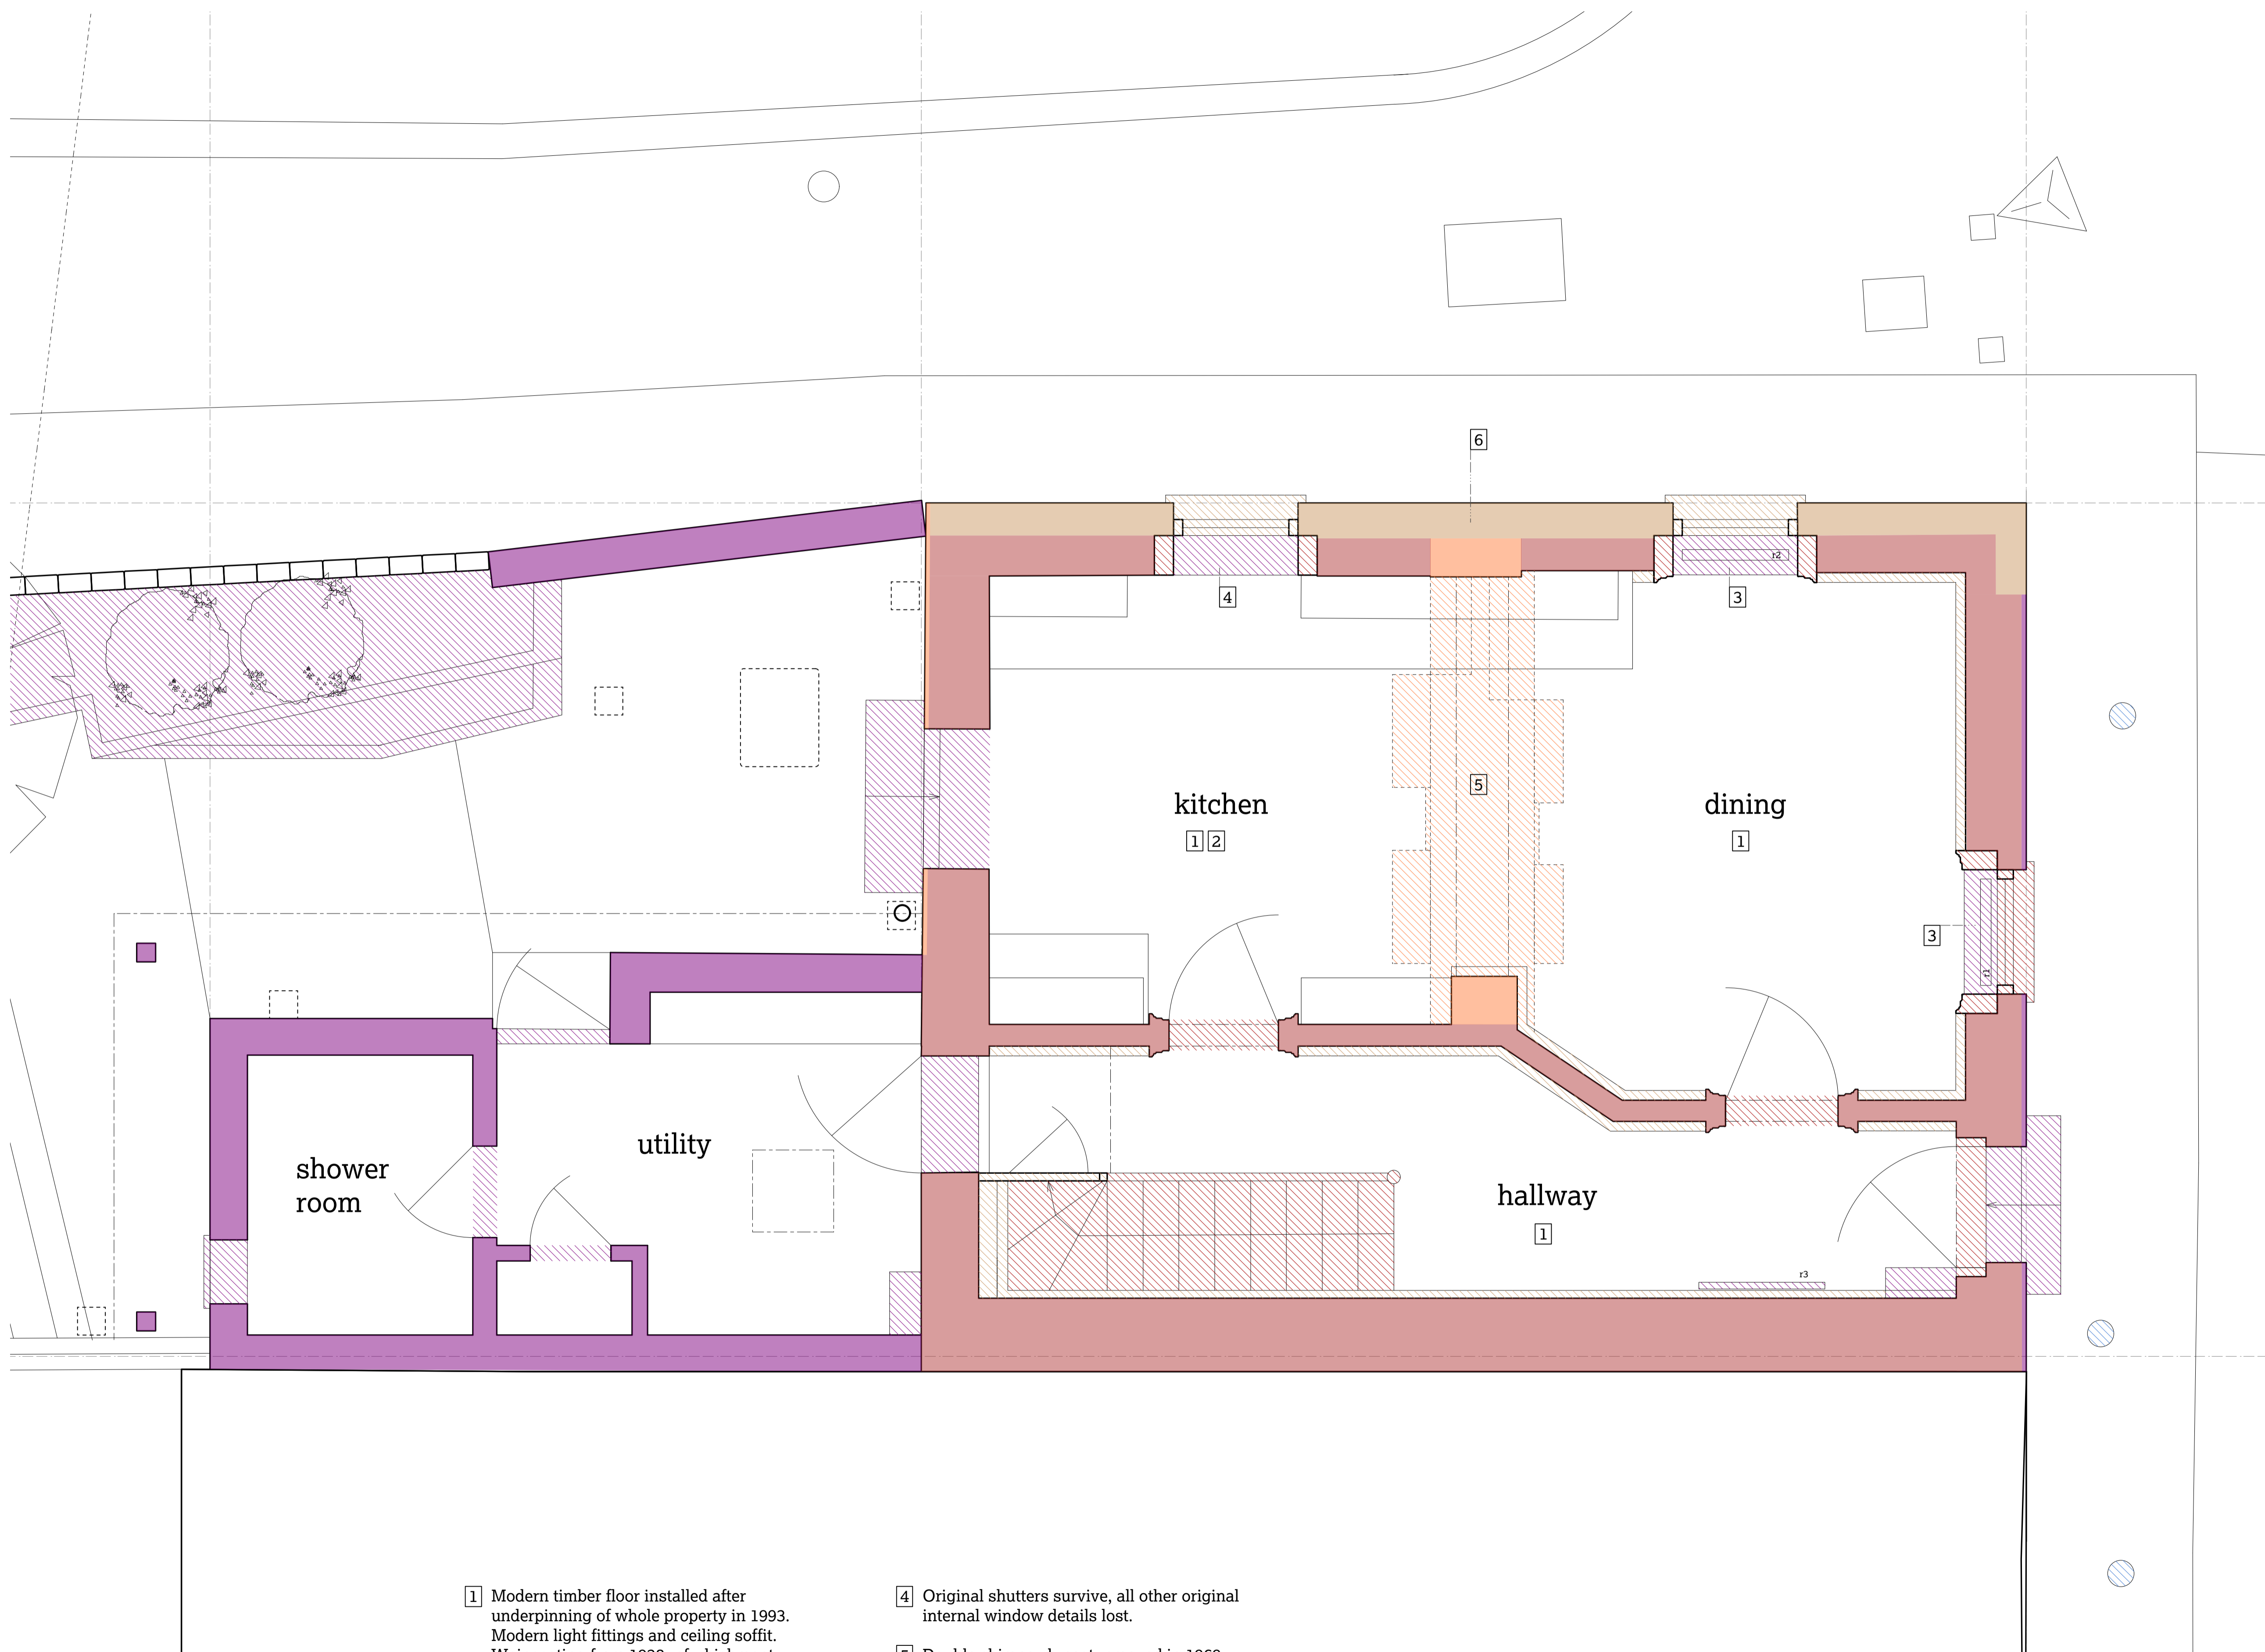 6
4
3
r2
kitchen
1 2
5
dining
1
3
r1
utility
shower
room
hallway
1
r3
1 Modern timber floor installed after
underpinning of whole property in 1993.
Modern light fittings and ceiling soffit.
4 Original shutters survive, all other original
internal window details lost.